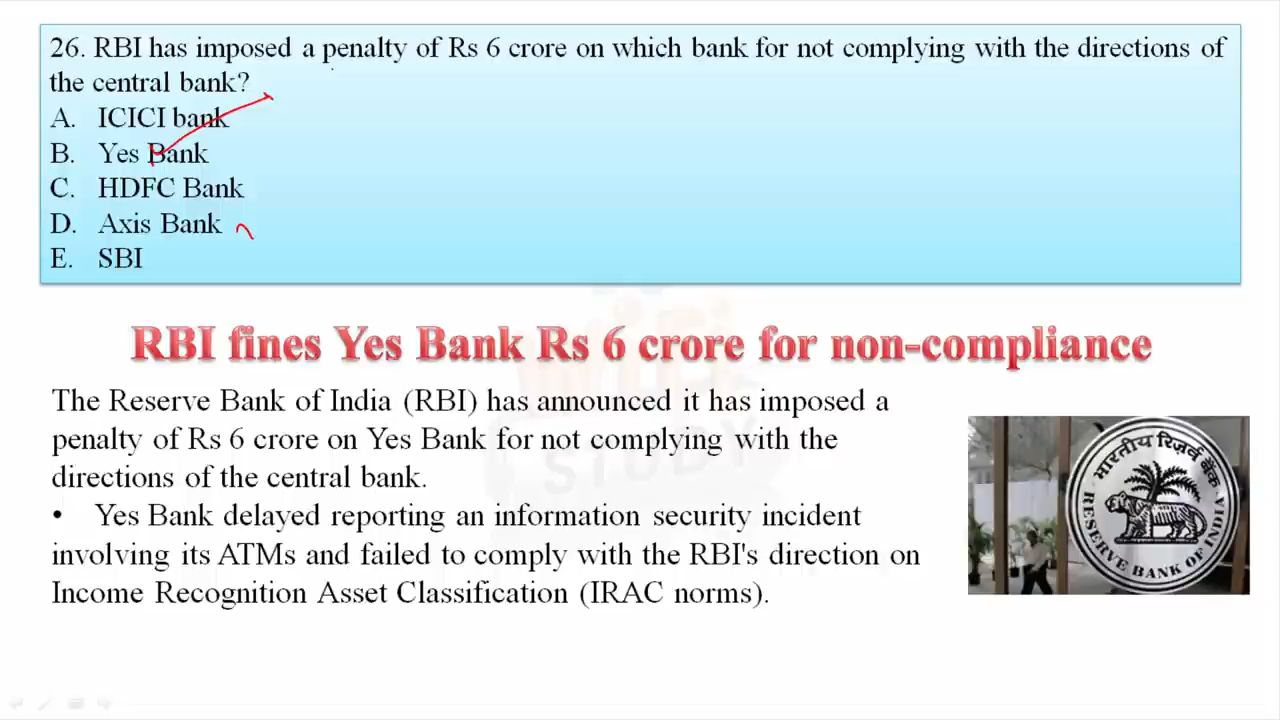 26. RBI has imposed a penalty of Rs 6 crore on which bank for not complying with the directions of
the central bank?
A. ICICI bank
B. Yes Bank
C. HDFC Bank
D. Axis Bank
E. SBI
RBI fines Yes Bank Rs 6 crore for non-compliance
The Reserve Bank of India (RBI) has announced it has imposed a
penalty of Rs 6 crore on Yes Bank for not complying with the
directions of the central bank.
• Yes Bank delayed reporting an information security incident
involving its ATMs and failed to comply with the RBI's direction on
Income Recognition Asset Classification (IRAC norms).
भारतीय रिज़र्व बैंक
RESERVE BANK OF INDIA
STUDY